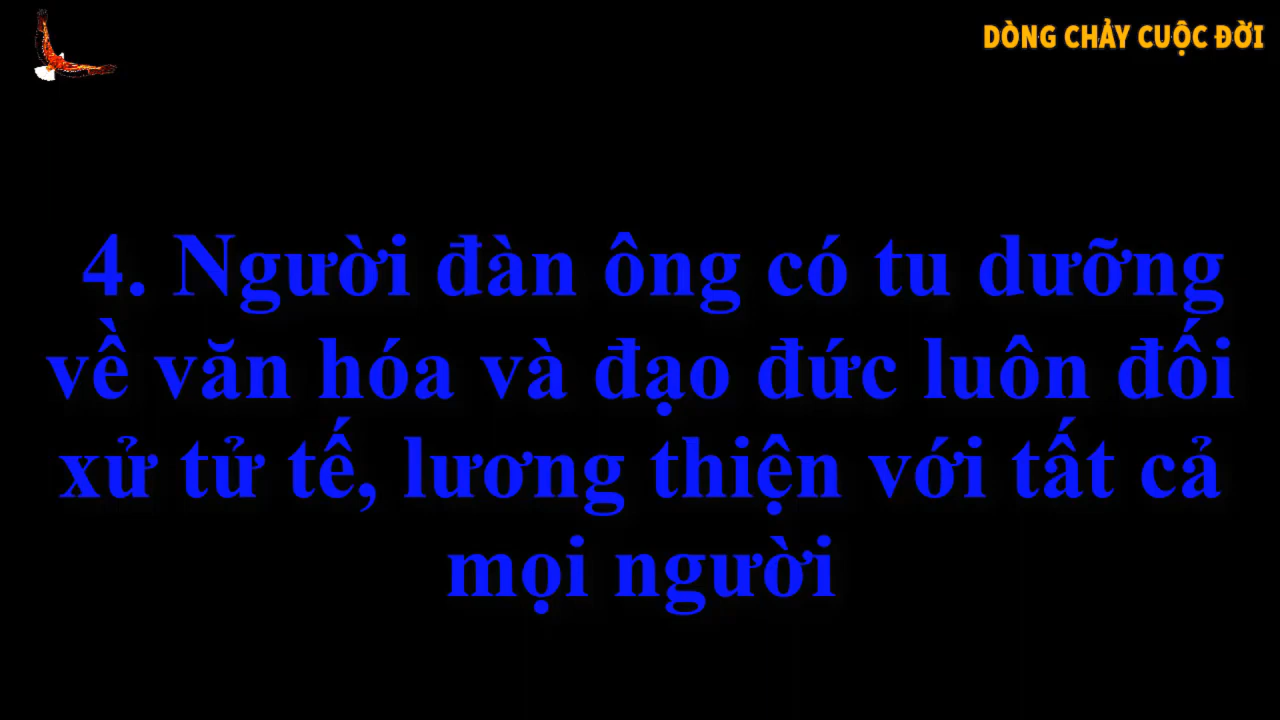 DÒNG CHẢY CUỘC ĐỜI
4. Người đàn ông có tu dưỡng
về văn hóa và đạo đức luôn đối
xử tử tế, lương thiện với tất cả
mọi người